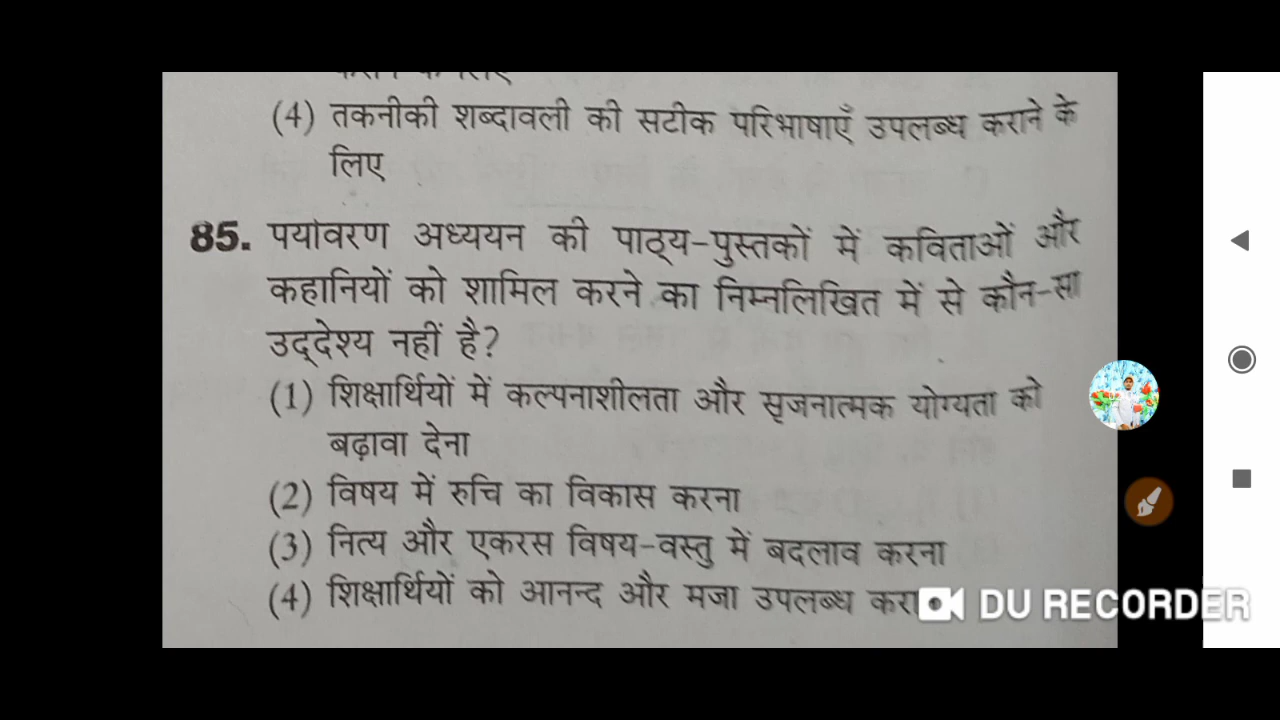 (4) तकनीकी शब्दावली की सटीक परिभाषाएँ उपलब्ध कराने के
लिए
85. पर्यावरण अध्ययन की पाठ्य-पुस्तकों में कविताओं और
कहानियों को शामिल करने का निम्नलिखित में से कौन-सा
उद्देश्य नहीं है?
(1) शिक्षार्थियों में कल्पनाशीलता और सृजनात्मक योग्यता को
बढ़ावा देना
(2) विषय में रुचि का विकास करना
(3) नित्य और एकरस विषय-वस्तु में बदलाव करना
(4) शिक्षार्थियों को आनन्द और मजा उपलब्ध
DU RECORDER